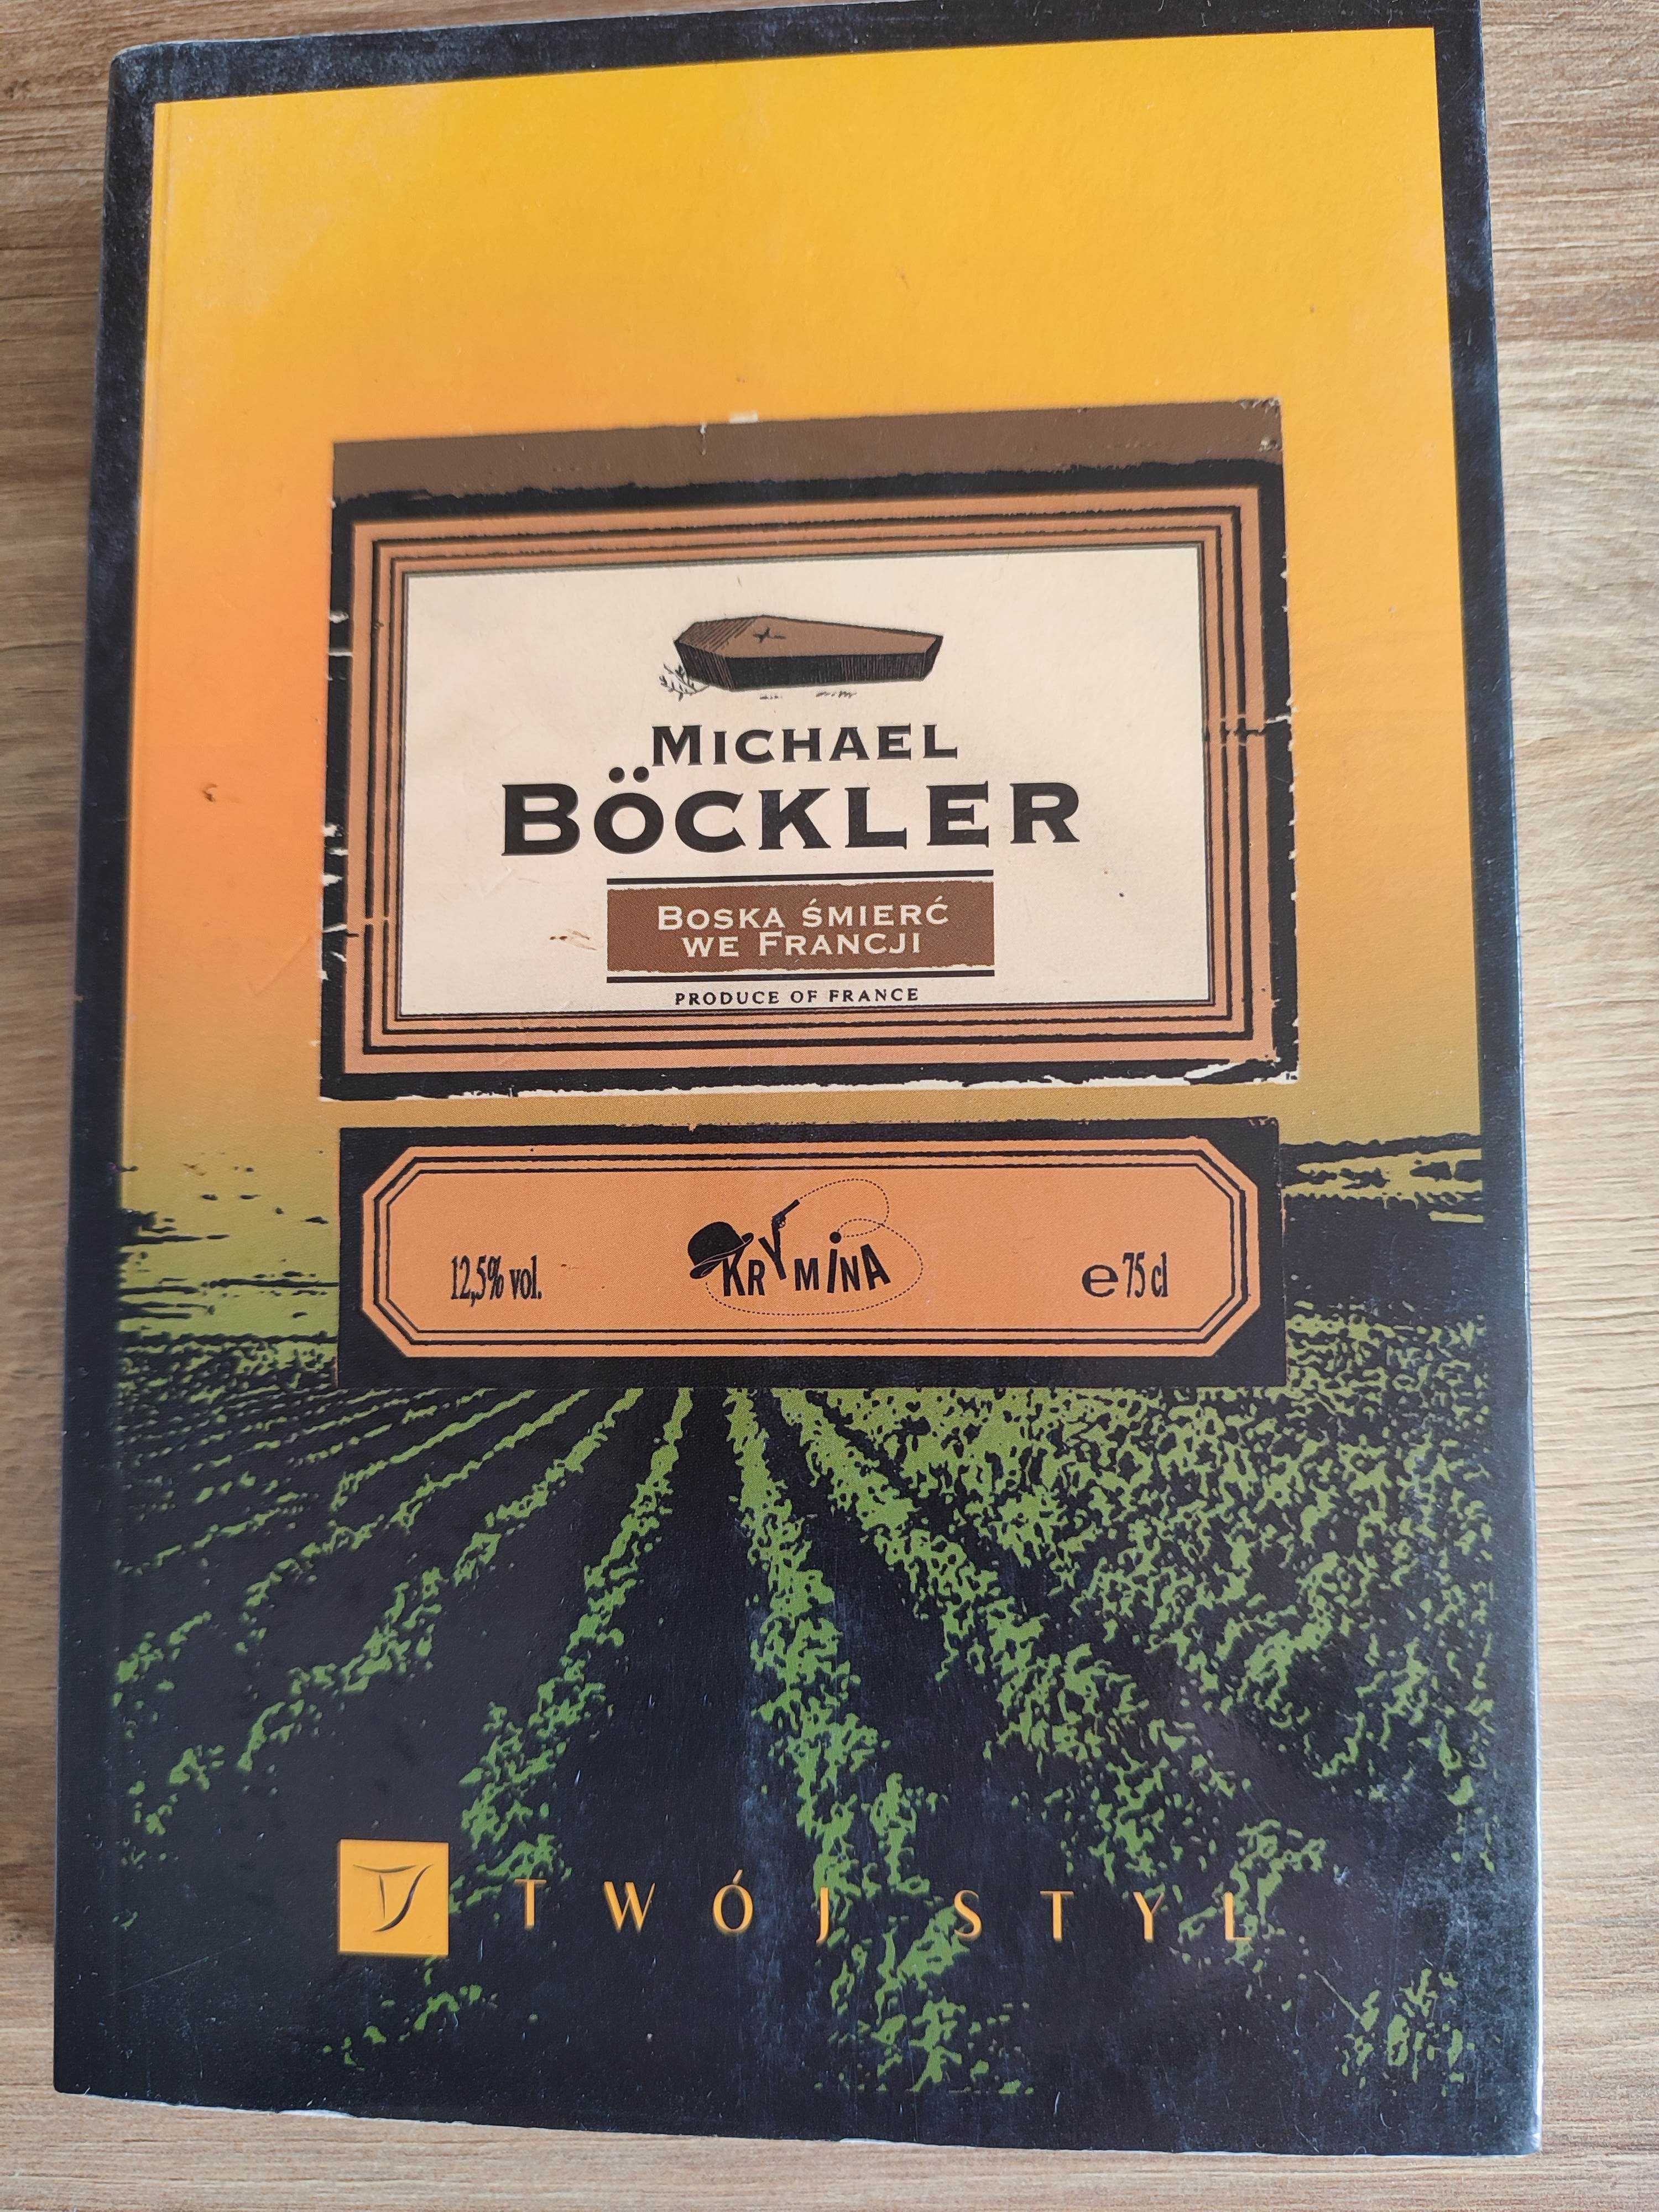 MICHAEL
BÖCKLER
BOSKA ŚMIERĆ
WE FRANCJI
PRODUCE OF FRANCE
12,5% vol.
KRYMINA
e 75 cl
TWÓJ STYL